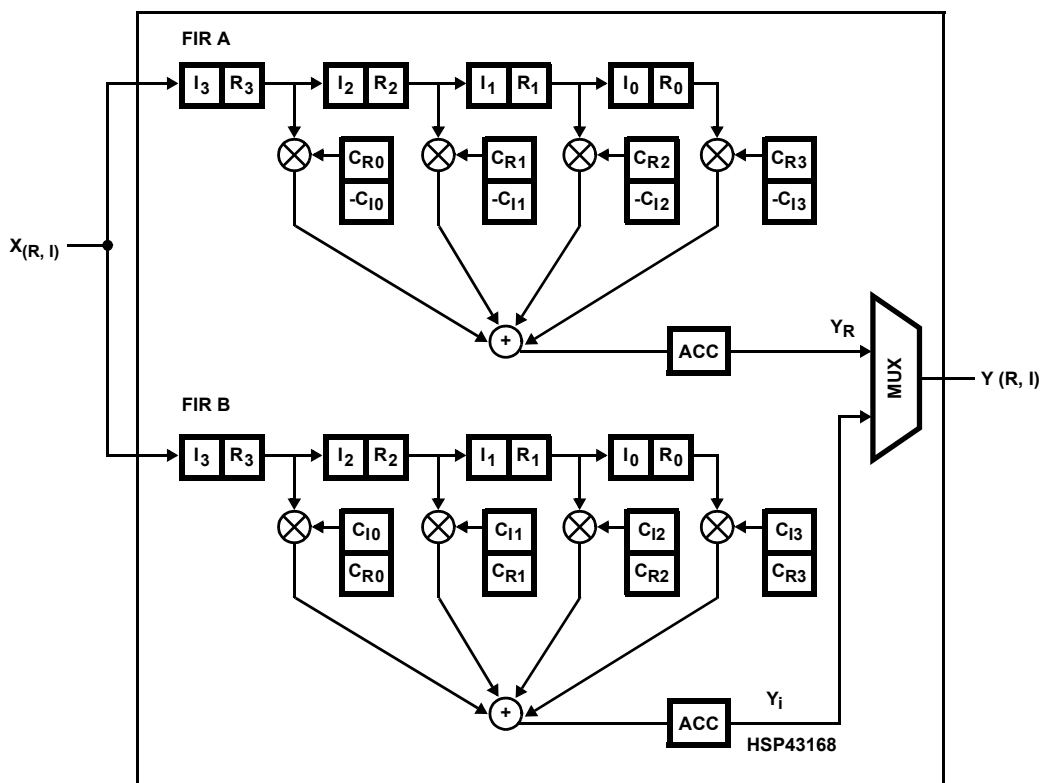 FIR A
I3 R3 I2 R2 I1 R1 I0 R0
CR0 CR1 CR2 CR3
-CI0 -CI1 -CI2 -CI3
X(R, I)
+
ACC
YR
MUX
Y (R, I)
FIR B
I3 R3 I2 R2 I1 R1 I0 R0
CI0 CI1 CI2 CI3
CR0 CR1 CR2 CR3
+
ACC
Yi
HSP43168